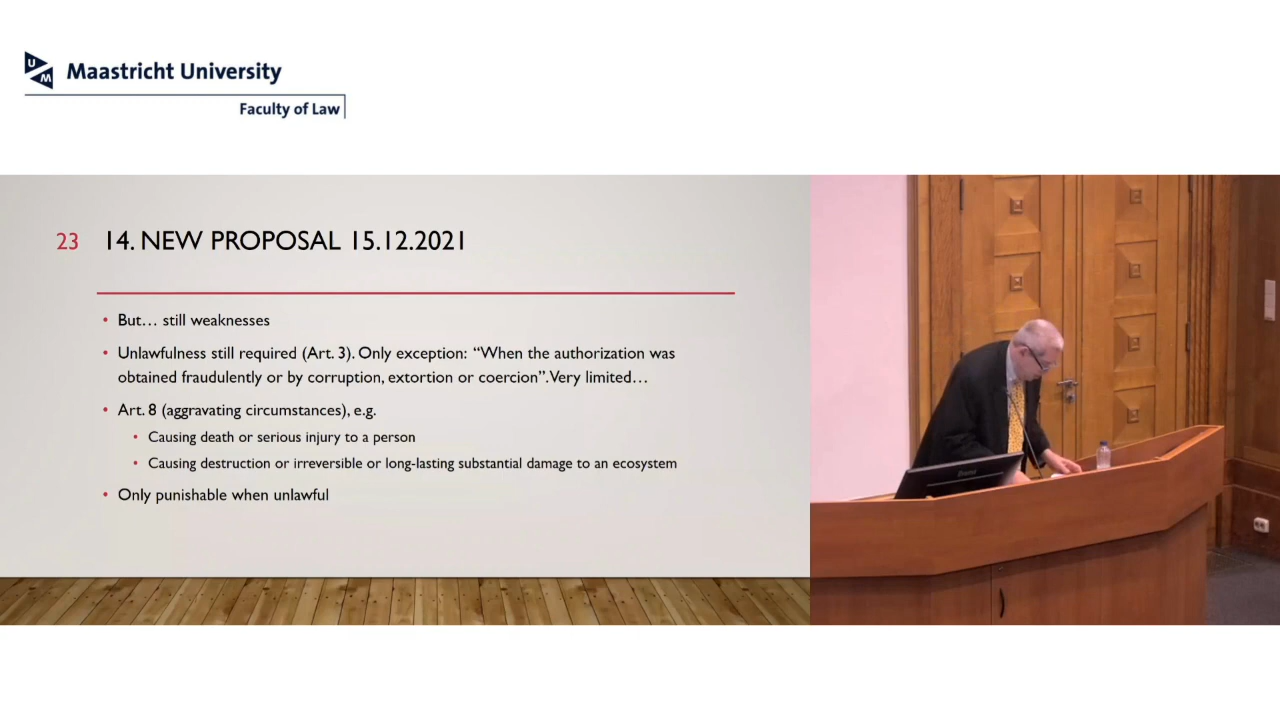 UM
Maastricht University
Faculty of Law
23 14. NEW PROPOSAL 15.12.2021
• But… still weaknesses
• Unlawfulness still required (Art. 3). Only exception: “When the authorization was
obtained fraudulently or by corruption, extortion or coercion”. Very limited…
• Art. 8 (aggravating circumstances), e.g.
• Causing death or serious injury to a person
• Causing destruction or irreversible or long-lasting substantial damage to an ecosystem
• Only punishable when unlawful